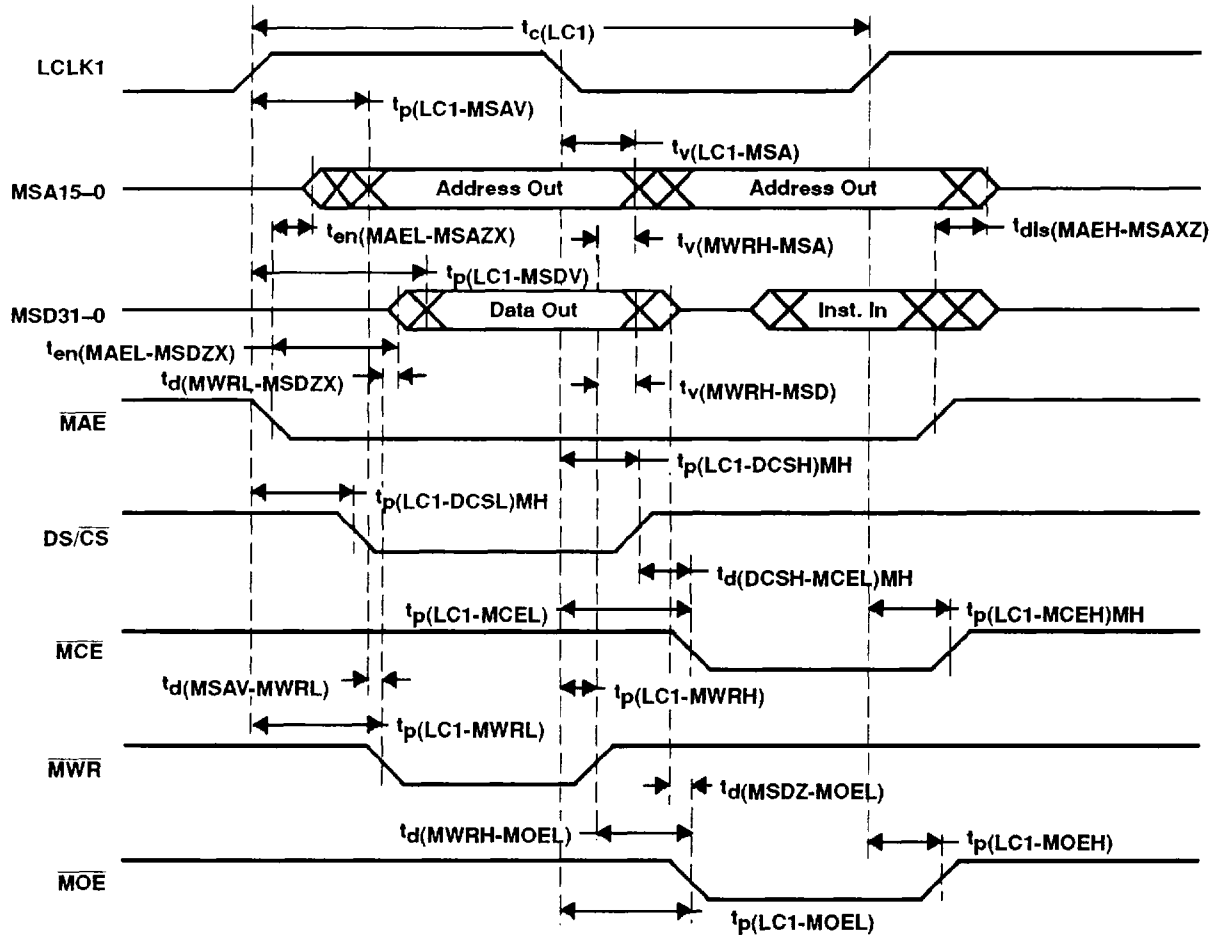 tc(LC1)
LCLK1
tp(LC1-MSAV)
tv(LC1-MSA)
MSA15–0
Address Out
Address Out
ten(MAEL-MSAZX)
tv(MWRH-MSA)
tdis(MAEH-MSAXZ)
tp(LC1-MSDV)
MSD31–0
Data Out
Inst. In
ten(MAEL-MSDZX)
td(MWRL-MSDZX)
tv(MWRH-MSD)
MAE
tp(LC1-DCSH)MH
tp(LC1-DCSL)MH
DS/CS
td(DCSH-MCEL)MH
tp(LC1-MCEL)
tp(LC1-MCEH)MH
MCE
td(MSAV-MWRL)
tp(LC1-MWRH)
tp(LC1-MWRL)
MWR
td(MSDZ-MOEL)
td(MWRH-MOEL)
tp(LC1-MOEH)
MOE
tp(LC1-MOEL)